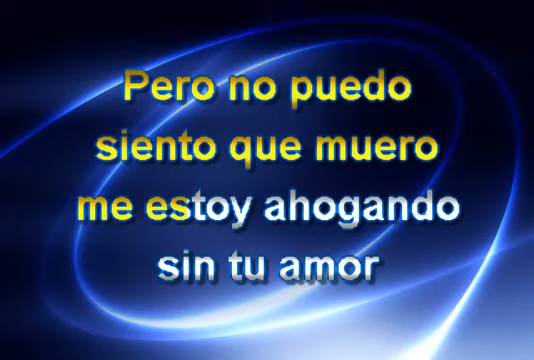 Pero no puedo
siento que muero
me estoy ahogando
sin tu amor